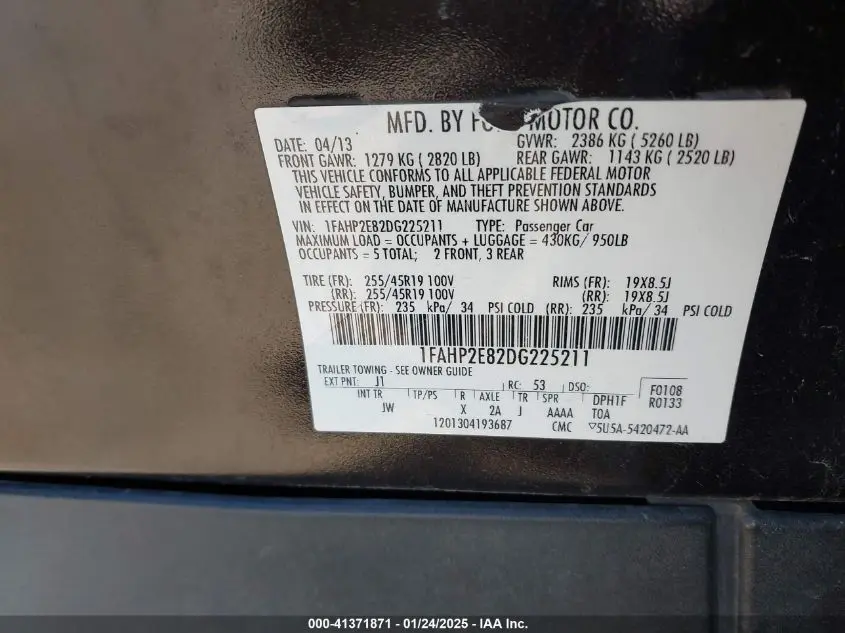 MFD. BY MOTOR CO.
DATE: 04/13 GVWR: 2386 KG ( 5260 LB)
FRONT GAWR: 1279 KG ( 2820 LB) REAR GAWR: 1143 KG ( 2520 LB)
THIS VEHICLE CONFORMS TO ALL APPLICABLE FEDERAL MOTOR
VEHICLE SAFETY, BUMPER, AND THEFT PREVENTION STANDARDS
IN EFFECT ON THE DATE OF MANUFACTURE SHOWN ABOVE.
VIN: 1FAHP2E82DG225211 TYPE: Passenger Car
MAXIMUM LOAD = OCCUPANTS + LUGGAGE = 430KG/ 950LB
OCCUPANTS = 5 TOTAL; 2 FRONT, 3 REAR
TIRE (FR): 255/45R19 100V RIMS (FR): 19X8.5J
(RR): 255/45R19 100V (RR): 19X8.5J
PRESSURE (FR): 235 kPa/ 34 PSI COLD (RR): 235 kPa/ 34 PSI COLD
1FAHP2E82DG225211
TRAILER TOWING - SEE OWNER GUIDE
EXT PNT: J1 RC: 53 DSO: F0108
INT TR TP/PS R AXLE TR SPR DPH1F R0133
JW X 2A J AAAA TOA
1201304193687 CMC ▽5U5A-5420472-AA
000-41371871 - 01/24/2025 - IAA Inc.